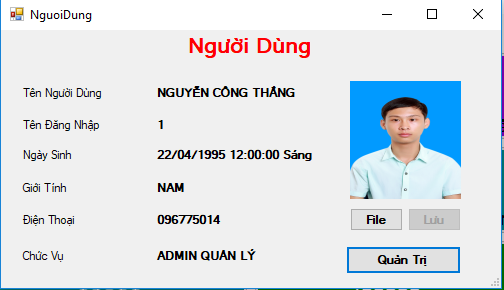 NguoiDung
Người Dùng
Tên Người Dùng NGUYỄN CÔNG THẮNG
Tên Đăng Nhập 1
Ngày Sinh 22/04/1995 12:00:00 Sáng
Giới Tính NAM
Điện Thoại 096775014
File Lưu
Chức Vụ ADMIN QUẢN LÝ
Quản Trị